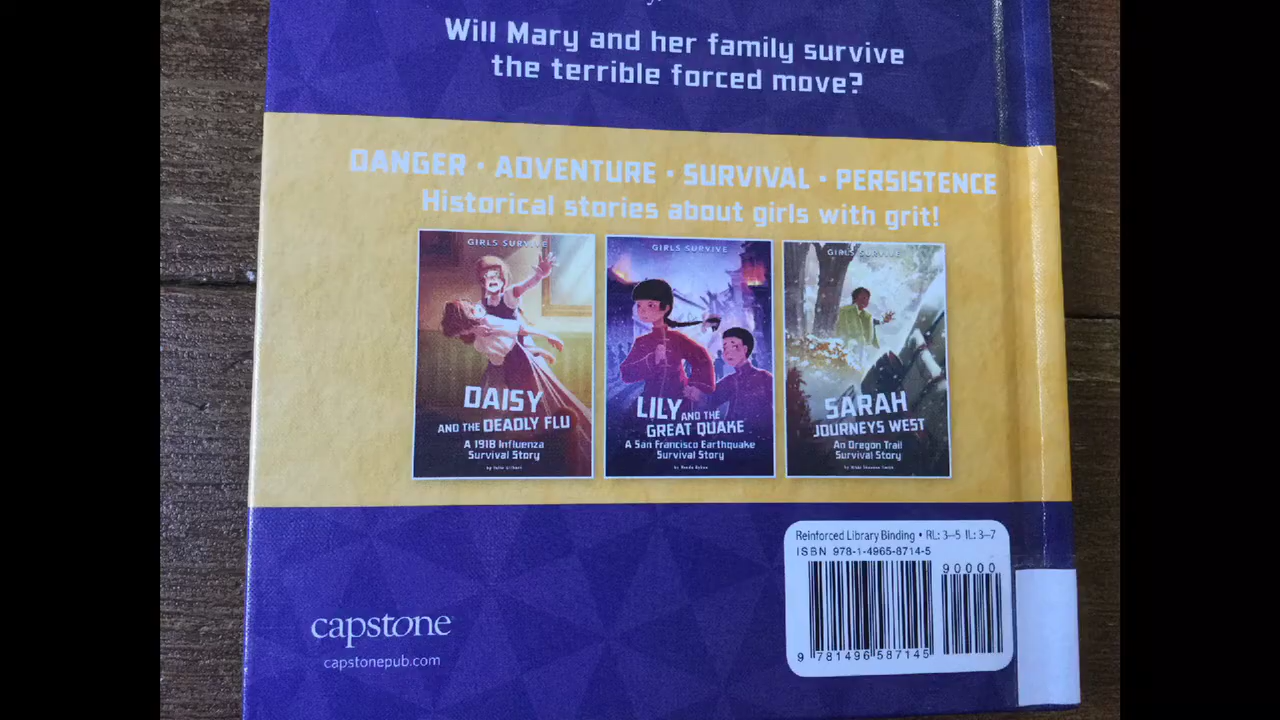 Will Mary and her family survive
the terrible forced move?
DANGER • ADVENTURE • SURVIVAL • PERSISTENCE
Historical stories about girls with grit!
GIRLS SURVIVE
DAISY
AND THE DEADLY FLU
A 1918 Influenza
Survival Story
GIRLS SURVIVE
LILY AND THE
GREAT QUAKE
A San Francisco Earthquake
Survival Story
GIRLS SURVIVE
SARAH
JOURNEYS WEST
An Oregon Trail
Survival Story
Reinforced Library Binding • RL: 3–5 IL: 3–7
ISBN 978-1-4965-8714-5
90000
9 781496 587145
capstone
capstonepub.com